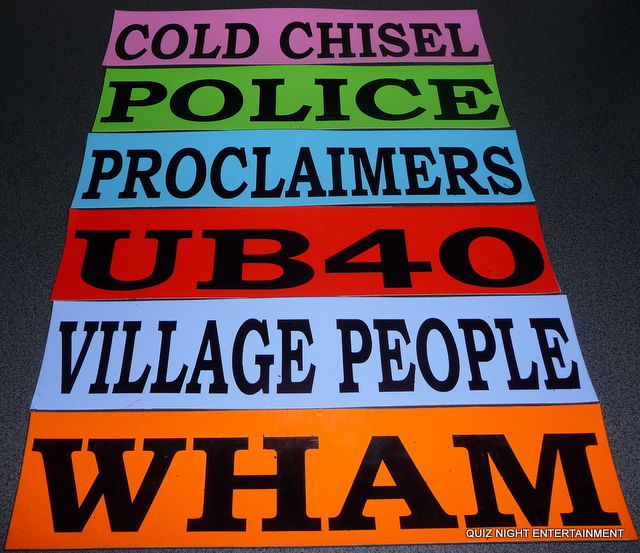 COLD CHISEL
POLICE
PROCLAIMERS
UB40
VILLAGE PEOPLE
WHAM
QUIZ NIGHT ENTERTAINMENT